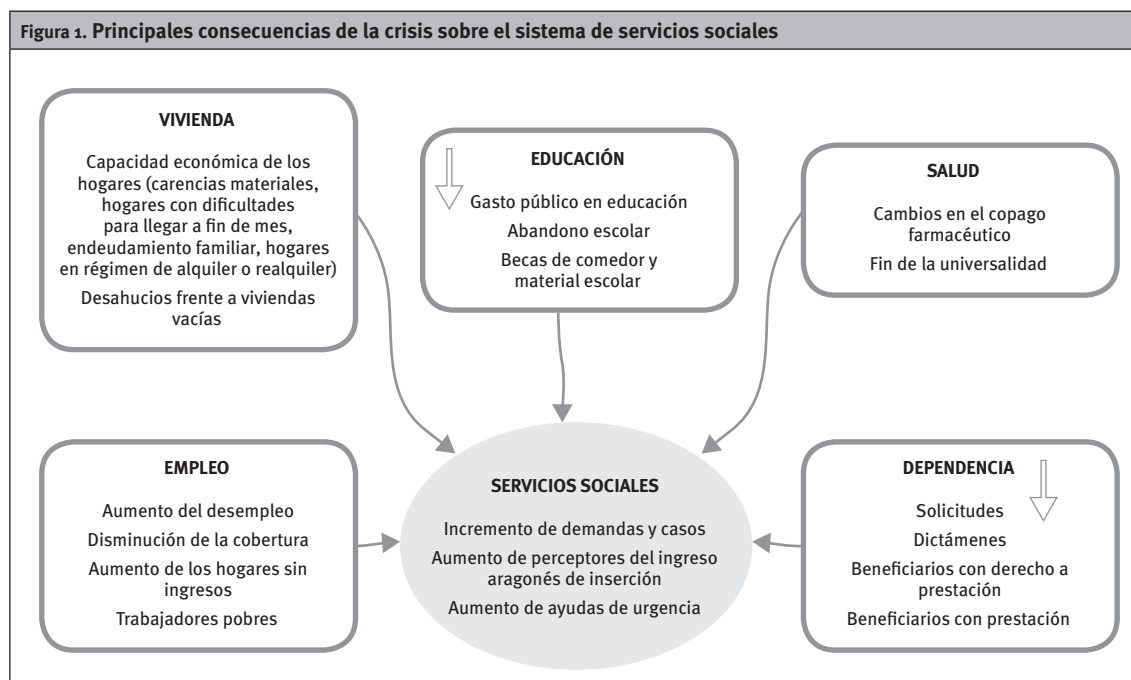 Figura 1. Principales consecuencias de la crisis sobre el sistema de servicios sociales
VIVIENDA
Capacidad económica de los
hogares (carencias materiales,
hogares con dificultades
para llegar a fin de mes,
endeudamiento familiar, hogares
en régimen de alquiler o realquiler)
Desahucios frente a viviendas
vacías
EDUCACIÓN
Gasto público en educación
Abandono escolar
Becas de comedor y
material escolar
SALUD
Cambios en el copago
farmacéutico
Fin de la universalidad
EMPLEO
Aumento del desempleo
Disminución de la cobertura
Aumento de los hogares sin
ingresos
Trabajadores pobres
SERVICIOS SOCIALES
Incremento de demandas y casos
Aumento de perceptores del ingreso
aragonés de inserción
Aumento de ayudas de urgencia
DEPENDENCIA
Solicitudes
Dictámenes
Beneficiarios con derecho a
prestación
Beneficiarios con prestación